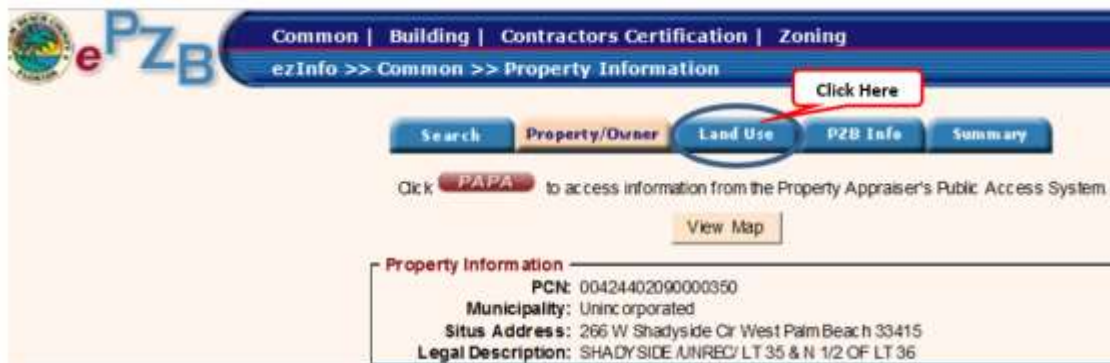 ePZB
Common | Building | Contractors Certification | Zoning
ezInfo >> Common >> Property Information
Click Here
Search Property/Owner Land Use PZB Info Summary
Click PAPA to access information from the Property Appraiser's Public Access System.
View Map
Property Information
PCN: 00424402090000350
Municipality: Unincorporated
Situs Address: 266 W Shadyside Cir West Palm Beach 33415
Legal Description: SHADYSIDE /UNREC/ LT 35 & N 1/2 OF LT 36